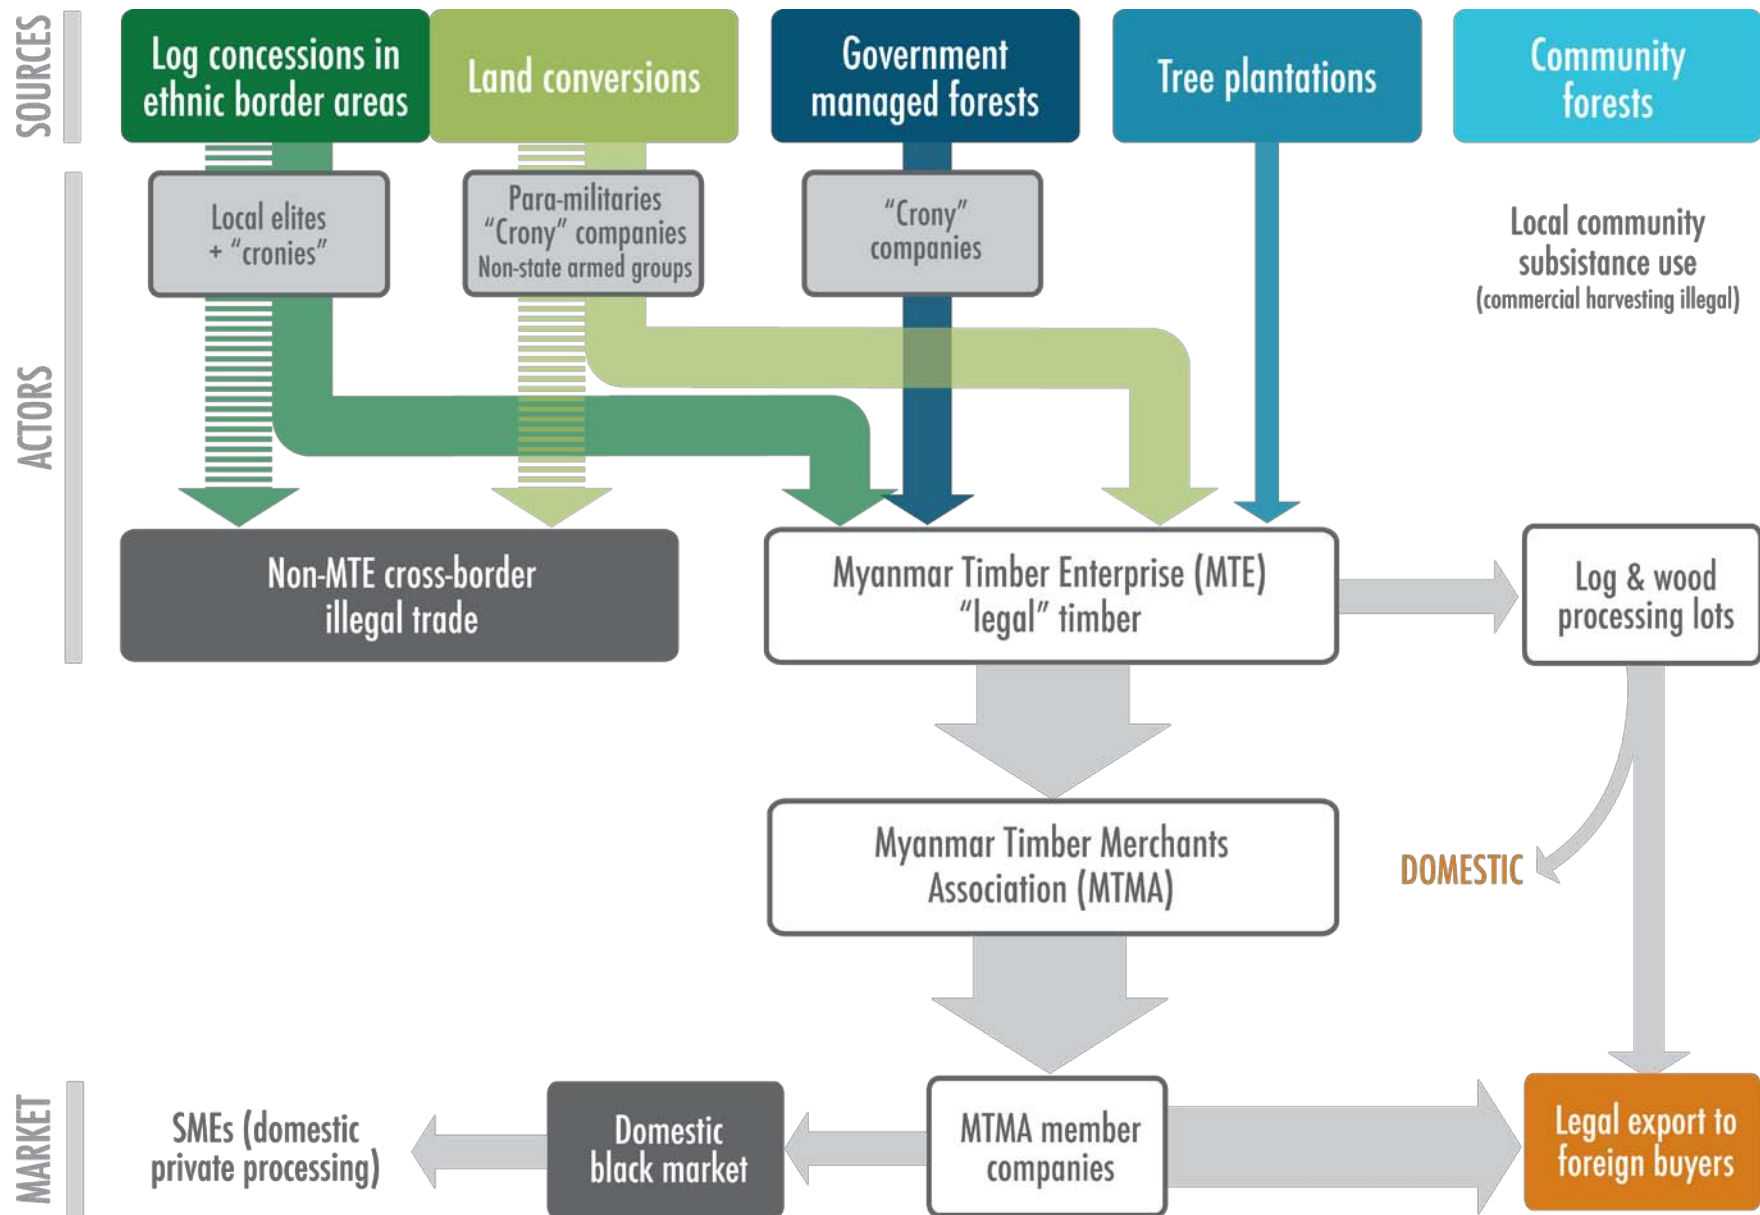 SOURCES
Log concessions in
ethnic border areas
Land conversions
Government
managed forests
Tree plantations
Community
forests
ACTORS
Local elites
+ “cronies”
Para-militaries
“Crony” companies
Non-state armed groups
“Crony”
companies
Local community
subsistance use
(commercial harvesting illegal)
Non-MTE cross-border
illegal trade
Myanmar Timber Enterprise (MTE)
“legal” timber
Log & wood
processing lots
Myanmar Timber Merchants
Association (MTMA)
DOMESTIC
MARKET
SMEs (domestic
private processing)
Domestic
black market
MTMA member
companies
Legal export to
foreign buyers